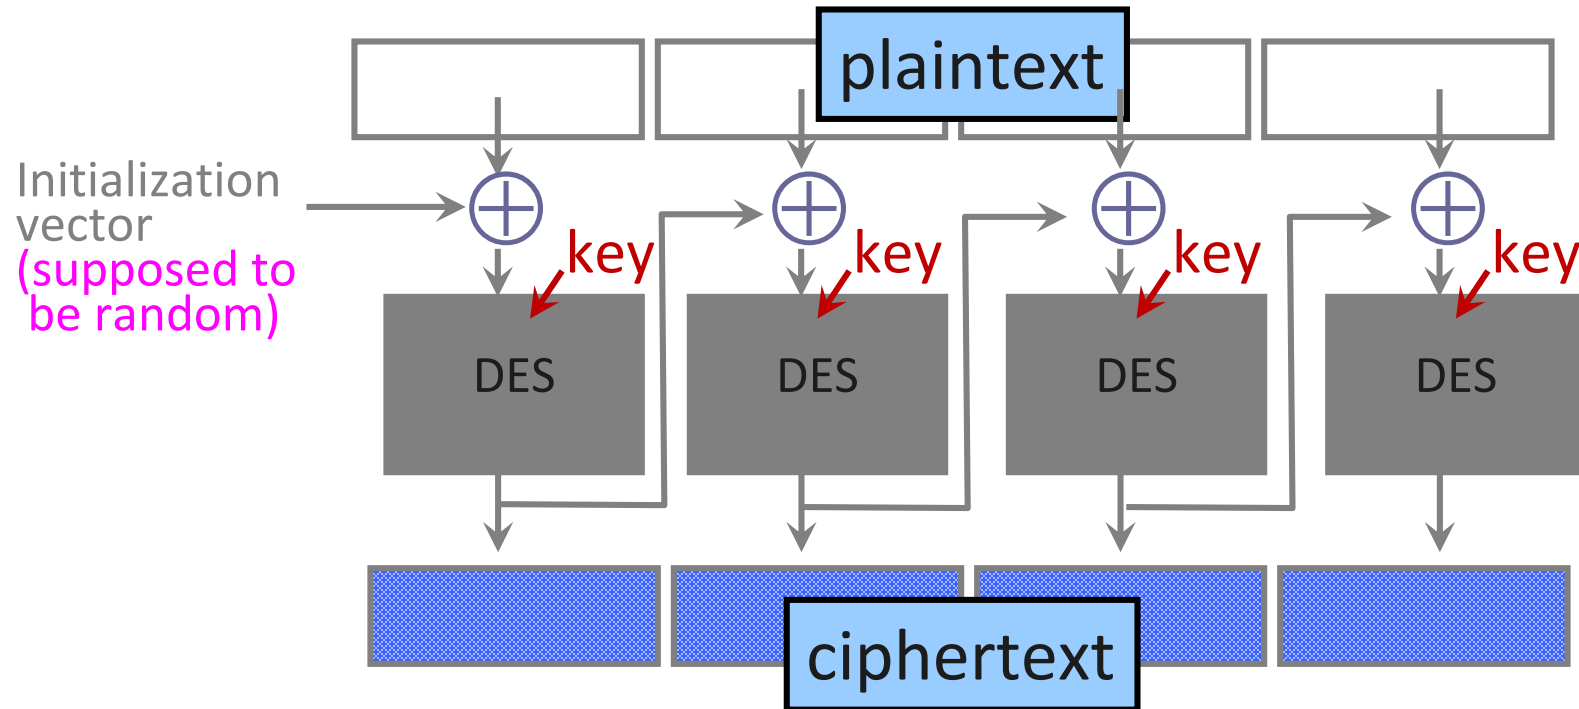 plaintext
Initialization
vector
(supposed to
be random)
key
key
key
key
DES
DES
DES
DES
ciphertext